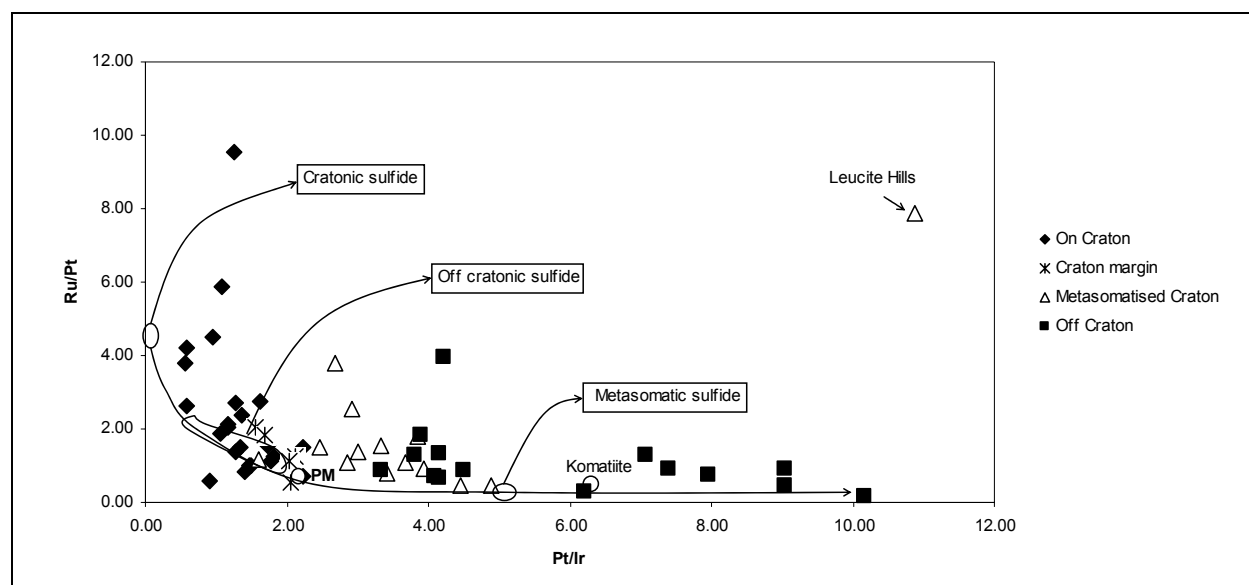 12.00
10.00
8.00
6.00
4.00
2.00
0.00
Ru/Pt
Cratonic sulfide
Off cratonic sulfide
Metasomatic sulfide
Leucite Hills
Komatiite
PM
0.00 2.00 4.00 6.00 8.00 10.00 12.00
Pt/Ir
On Craton
Craton margin
Metasomatised Craton
Off Craton